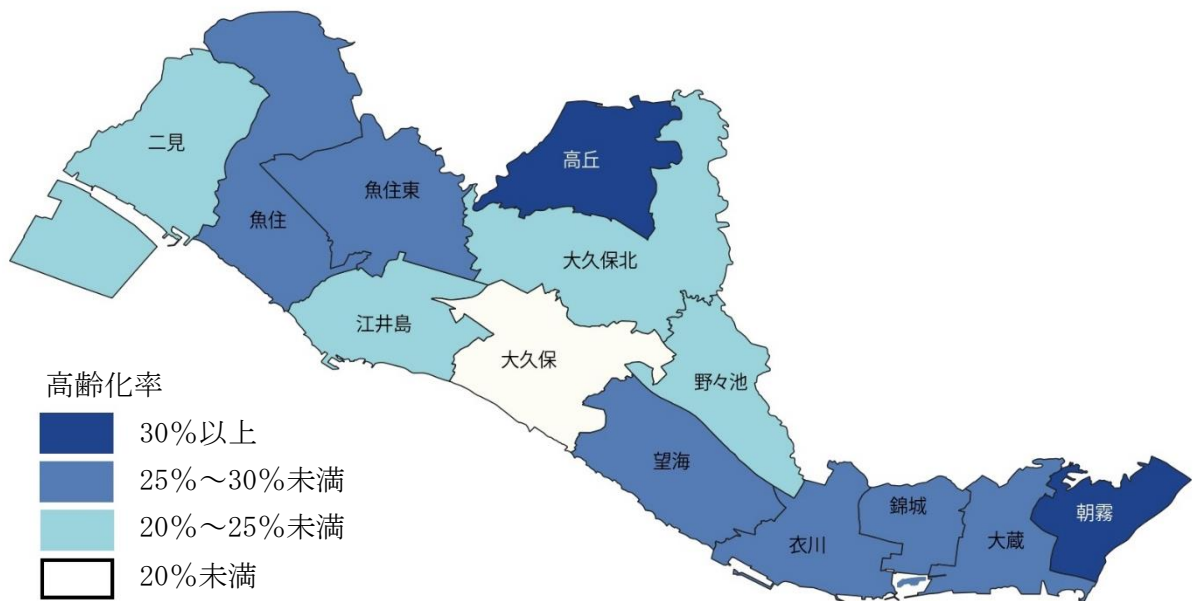 二見
魚住
魚住東
高丘
大久保北
江井島
大久保
野々池
望海
衣川
錦城
大蔵
朝霧
高齢化率
30％以上
25％～30％未満
20％～25％未満
20％未満